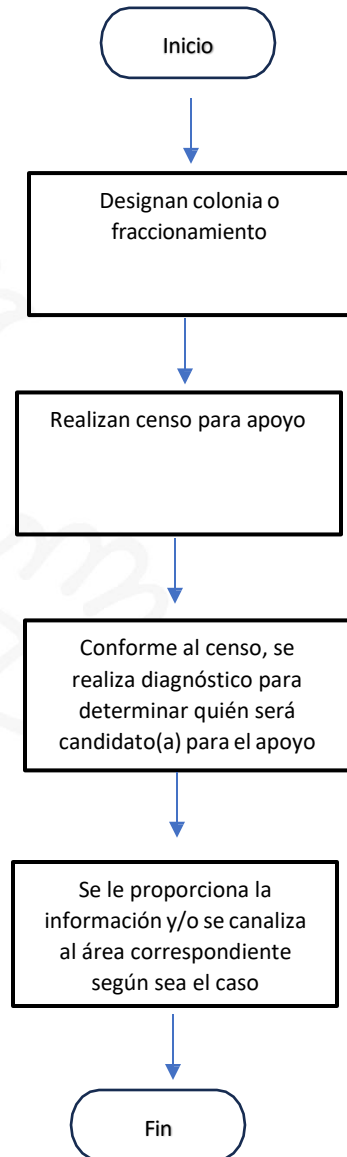 Inicio
Designan colonia o
fraccionamiento
Realizan censo para apoyo
Conforme al censo, se
realiza diagnóstico para
determinar quién será
candidato(a) para el apoyo
Se le proporciona la
información y/o se canaliza
al área correspondiente
según sea el caso
Fin